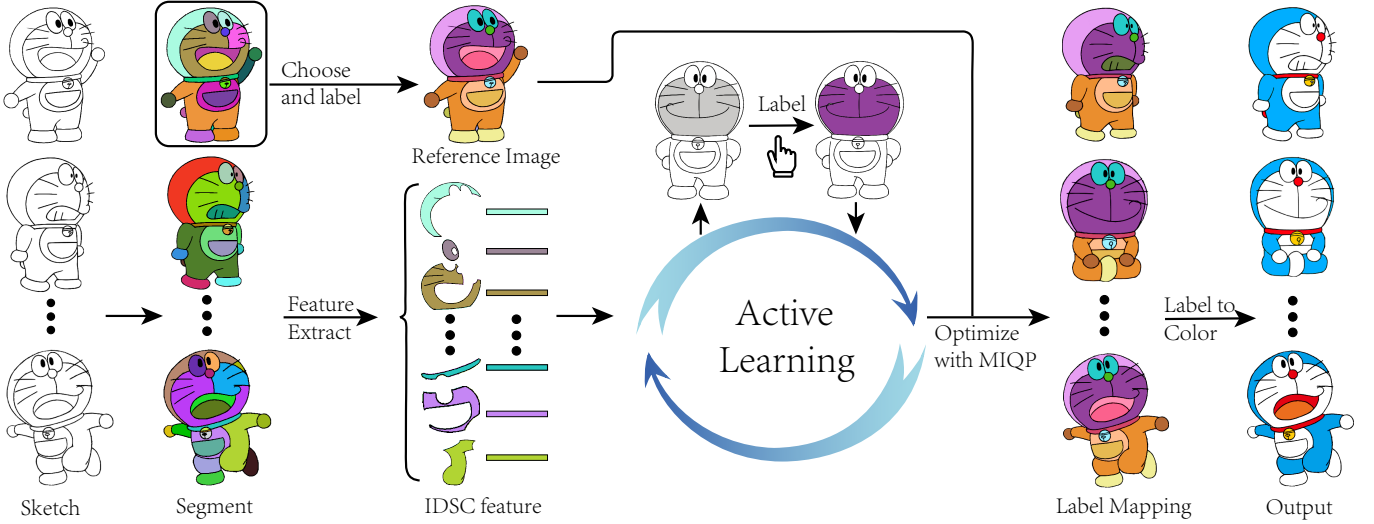 Choose
and label
Reference Image
Label
Feature
Extract
Active
Learning
Optimize
with MIQP
Label to
Color
Sketch
Segment
IDSC feature
Label Mapping
Output